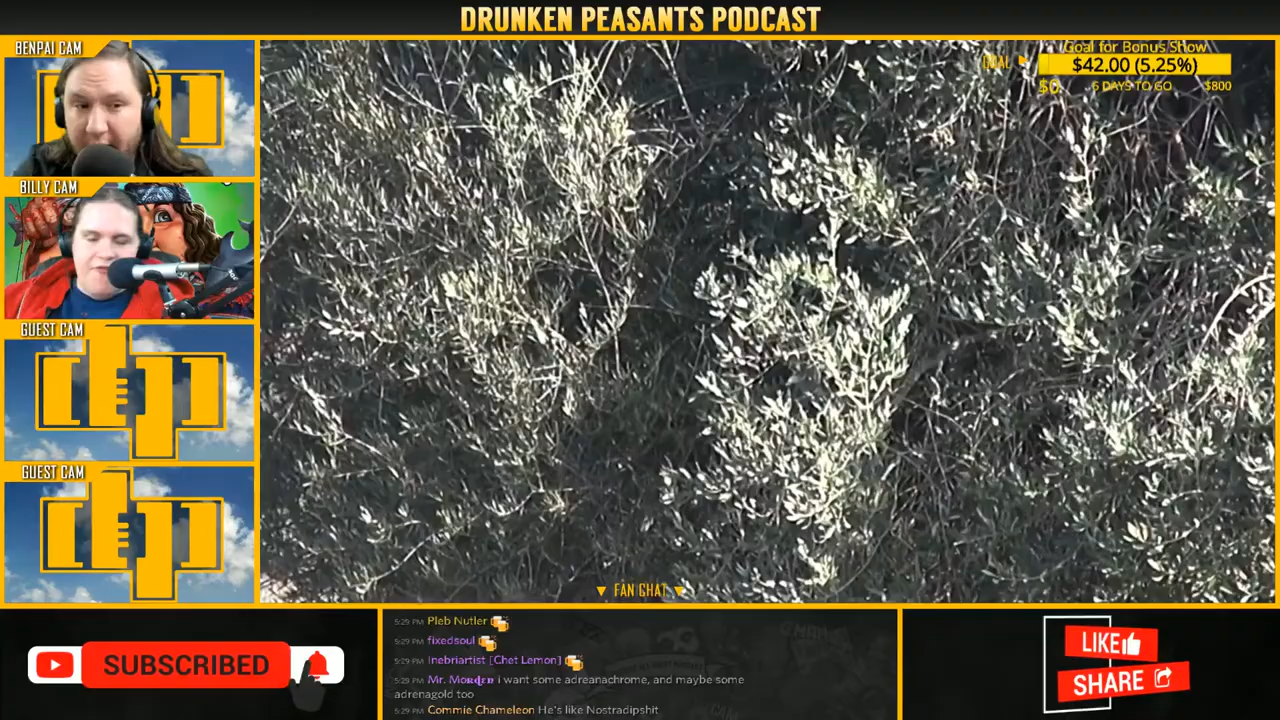 DRUNKEN PEASANTS PODCAST
BENPAI CAM
BILLY CAM
GUEST CAM
GUEST CAM
Goal for Bonus Show
GOAL
$42.00 (5.25%)
$0
6 DAYS TO GO
$800
▼ FAN CHAT ▼
SUBSCRIBED
5:29 PM Pleb Nutler 🍻
5:29 PM fixedsoul 🍻
5:29 PM Inebriartist [Chet Lemon] 🍻
5:29 PM Mr. i want some adreanachrome, and maybe some
adrenagold too
5:29 PM Commie Chameleon He's like Nostradipshit
LIKE
SHARE